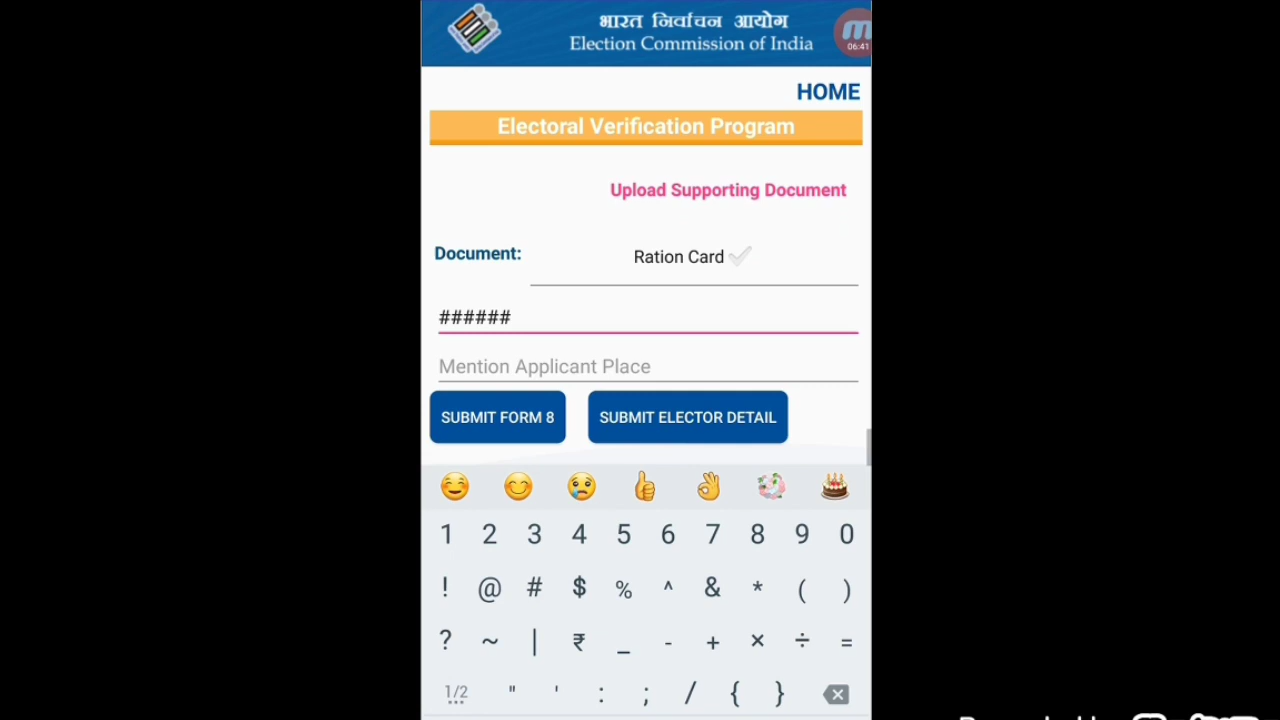 भारत निर्वाचन आयोग
Election Commission of India
06:41
HOME
Electoral Verification Program
Upload Supporting Document
Document:
Ration Card
######
Mention Applicant Place
SUBMIT FORM 8
SUBMIT ELECTOR DETAIL
1 2 3 4 5 6 7 8 9 0
! @ # $ % ^ & * ( )
? ~ | ₹ _ - + × ÷ =
1/2 " ' : ; / { }